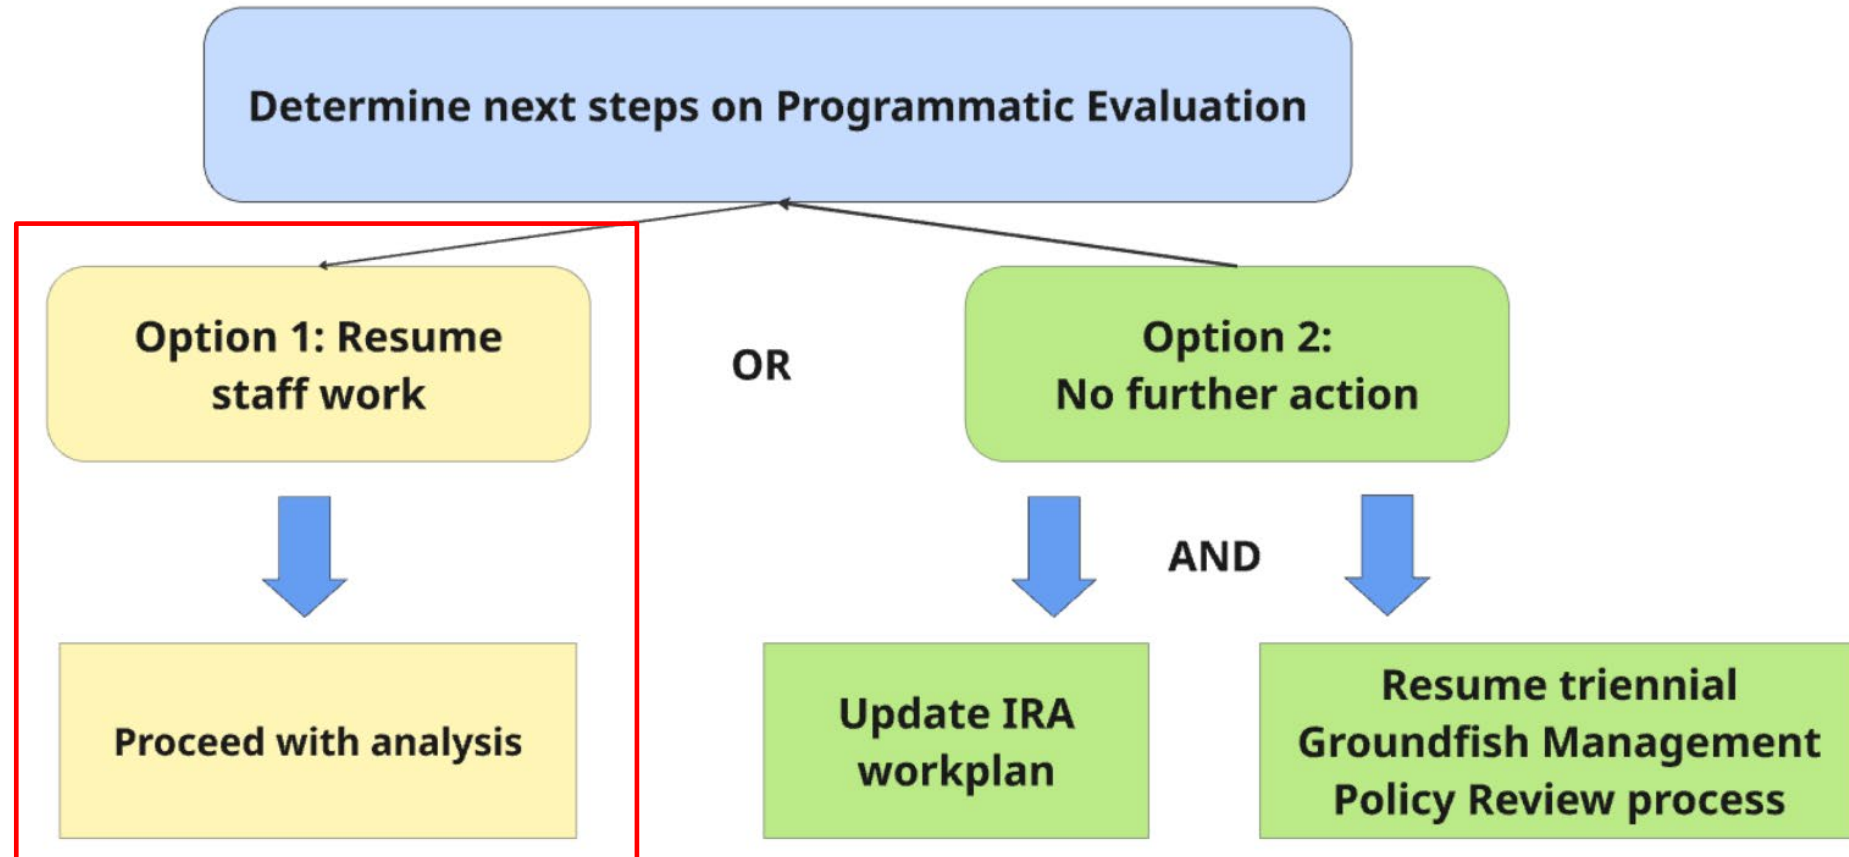 Determine next steps on Programmatic Evaluation
Option 1: Resume
staff work
OR
Option 2:
No further action
AND
Proceed with analysis
Update IRA
workplan
Resume triennial
Groundfish Management
Policy Review process